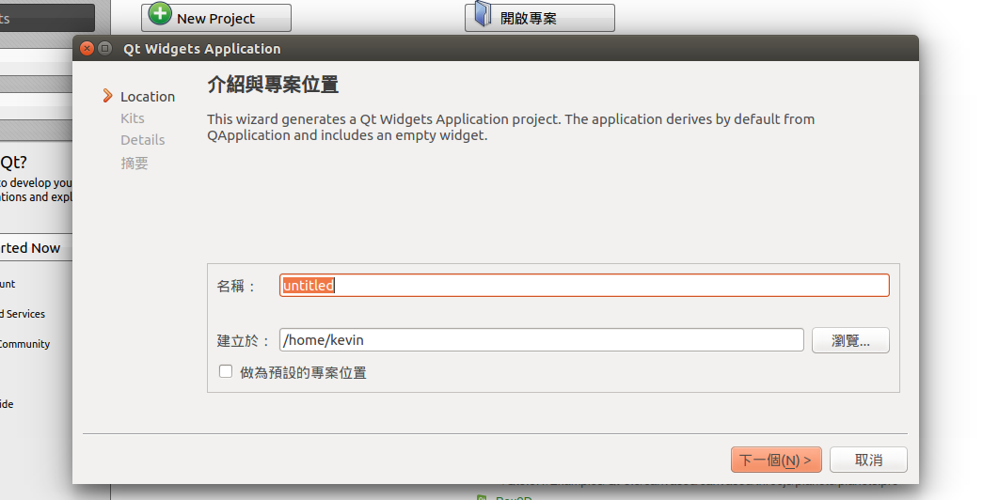 ts
New Project
開啟專案
Qt Widgets Application
介紹與專案位置
Location
Kits
Details
摘要
This wizard generates a Qt Widgets Application project. The application derives by default from
QApplication and includes an empty widget.
Qt?
to develop you
ations and expl
rted Now
unt
d Services
Community
ide
名稱：
untitled
建立於：
/home/kevin
瀏覽...
做為預設的專案位置
下一個(N) >
取消